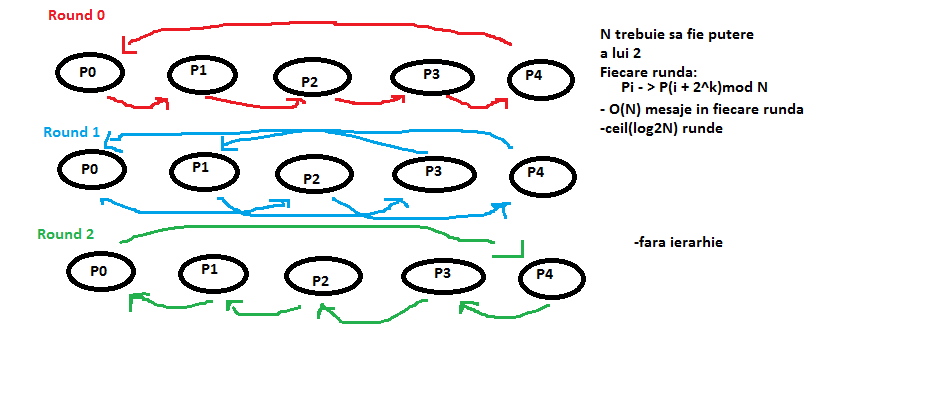 Round 0
P0
P1
P2
P3
P4
N trebuie sa fie putere
a lui 2
Fiecare runda:
Pi - > P(i + 2^k)mod N
- O(N) mesaje in fiecare runda
-ceil(log2N) runde
Round 1
P0
P1
P2
P3
P4
Round 2
P0
P1
P2
P3
P4
-fara ierarhie